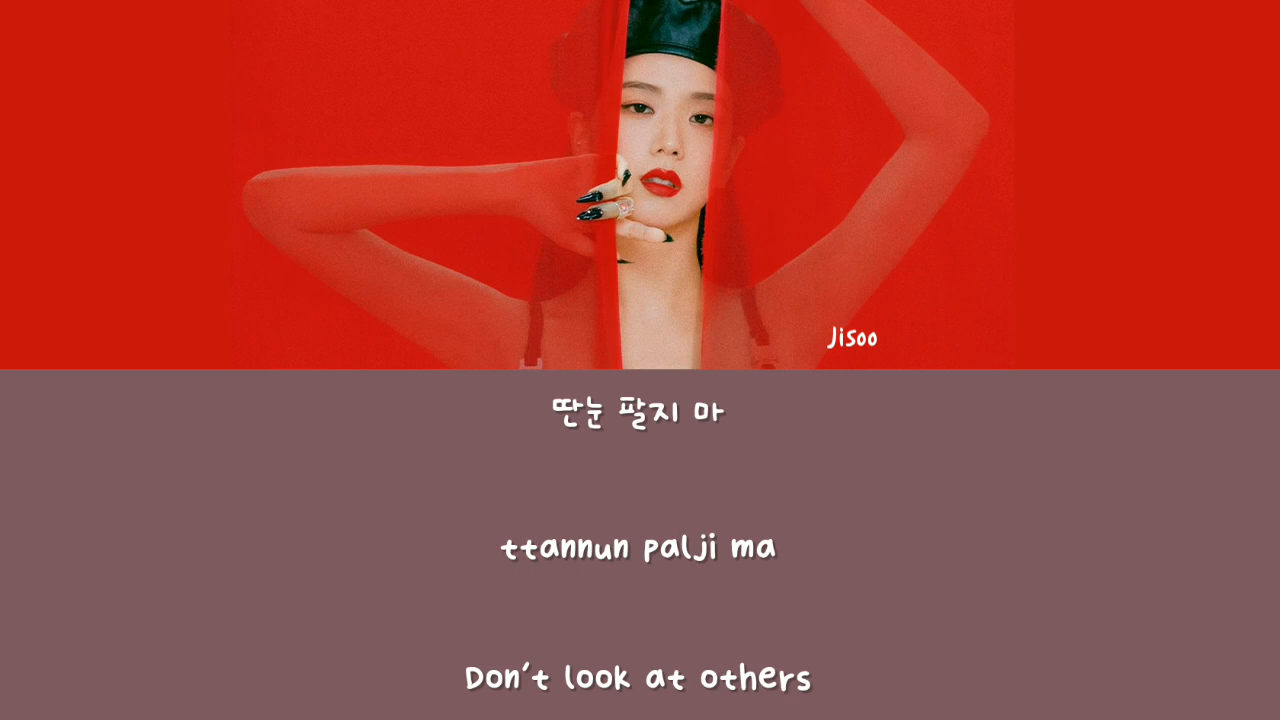 Jisoo
딴눈 팔지 마
ttannun palji ma
Don't look at others